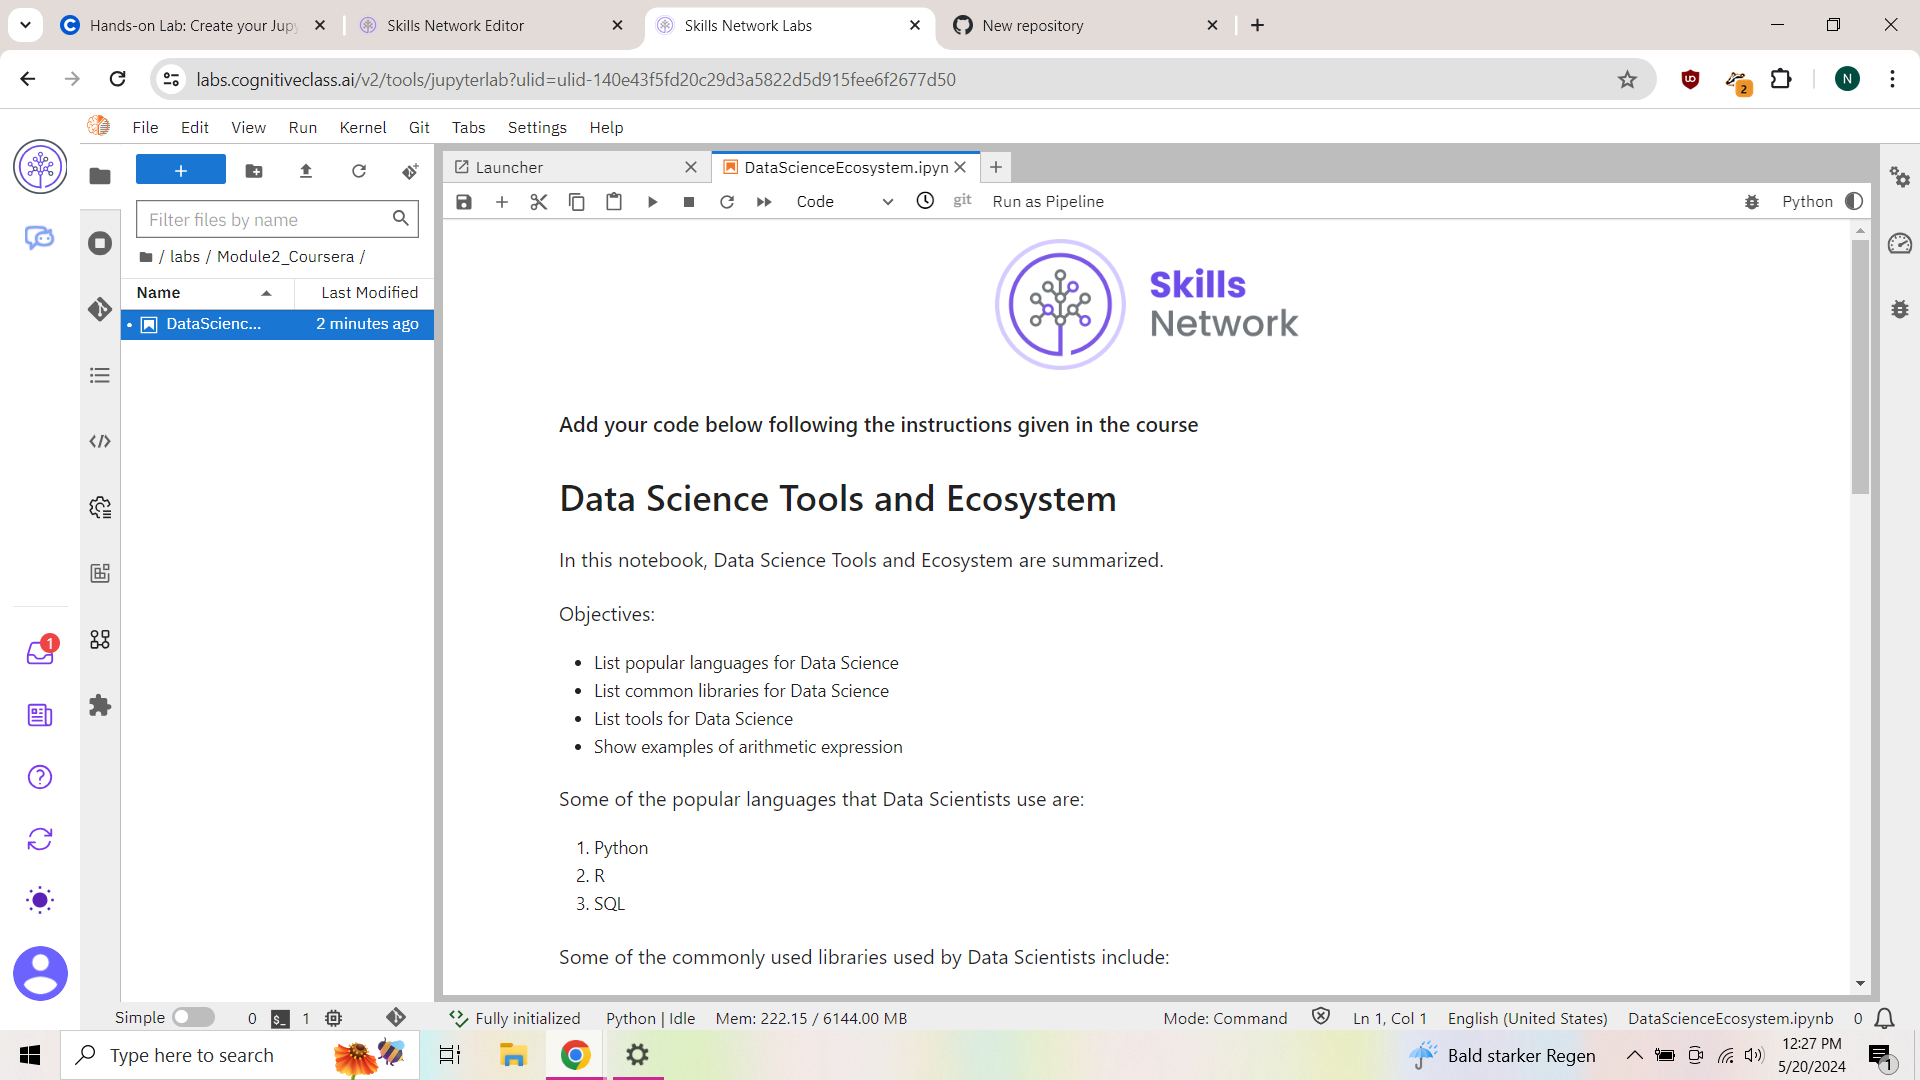 Hands-on Lab: Create your Jupy
Skills Network Editor
Skills Network Labs
New repository
labs.cognitiveclass.ai/v2/tools/jupyterlab?ulid=ulid-140e43f5fd20c29d3a5822d5d915fee6f2677d50
2
N
File Edit View Run Kernel Git Tabs Settings Help
Launcher
DataScienceEcosystem.ipyn
Code
git
Run as Pipeline
Python
Filter files by name
/ labs / Module2_Coursera /
Name
Last Modified
DataScienc...
2 minutes ago
Skills
Network
Add your code below following the instructions given in the course
Data Science Tools and Ecosystem
In this notebook, Data Science Tools and Ecosystem are summarized.
Objectives:
• List popular languages for Data Science
• List common libraries for Data Science
• List tools for Data Science
• Show examples of arithmetic expression
Some of the popular languages that Data Scientists use are:
1. Python
2. R
3. SQL
Some of the commonly used libraries used by Data Scientists include:
1
Simple
0
$_
1
Fully initialized
Python | Idle
Mem: 222.15 / 6144.00 MB
Mode: Command
Ln 1, Col 1
English (United States)
DataScienceEcosystem.ipynb
0
Type here to search
Bald starker Regen
12:27 PM
5/20/2024
1